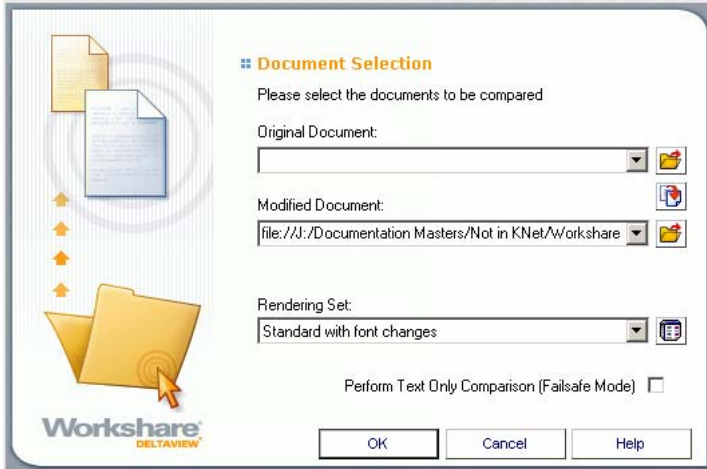 Document Selection
Please select the documents to be compared
Original Document:
Modified Document:
file://J:/Documentation Masters/Not in KNet/Workshare
Rendering Set:
Standard with font changes
Perform Text Only Comparison (Failsafe Mode)
Workshare
DELTAVIEW
OK Cancel Help